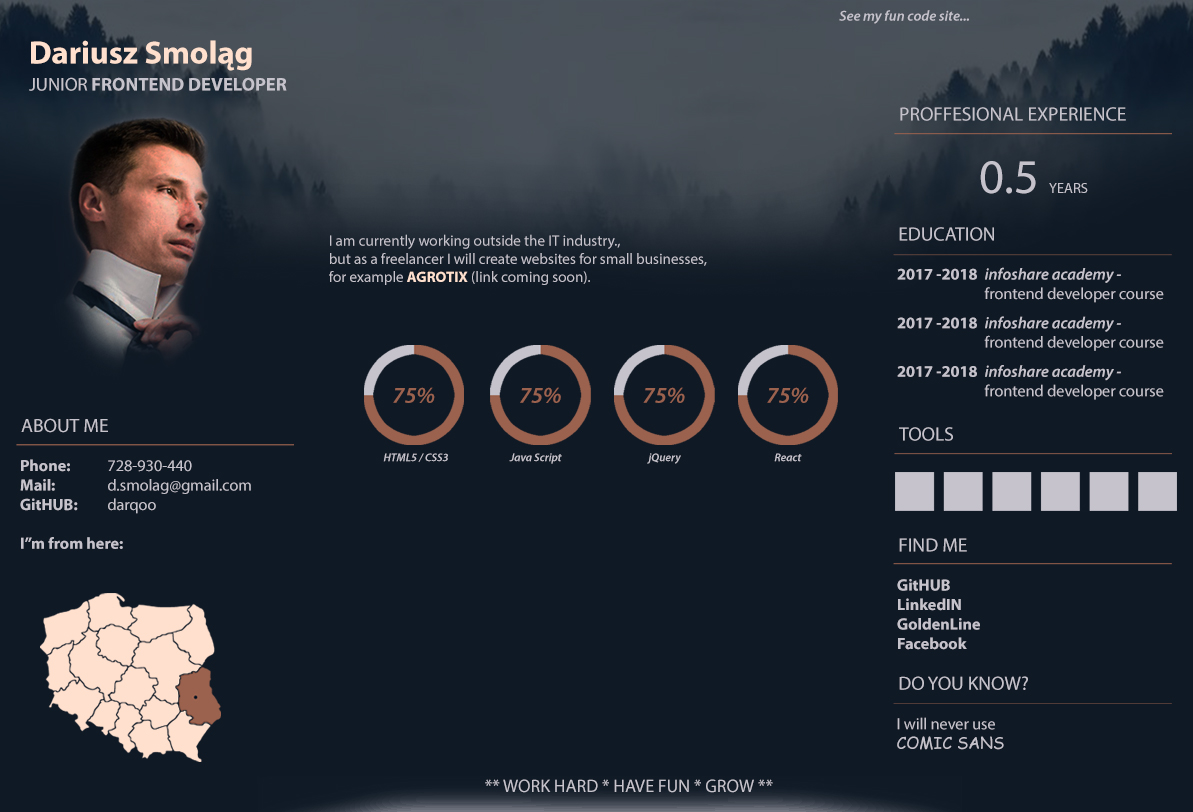 See my fun code site...
Dariusz Smoląg
JUNIOR FRONTEND DEVELOPER
I am currently working outside the IT industry.,
but as a freelancer I will create websites for small businesses,
for example AGROTIX (link coming soon).
75%
75%
75%
75%
HTML5 / CSS3
Java Script
jQuery
React
ABOUT ME
Phone: 728-930-440
Mail: d.smolag@gmail.com
GitHUB: darqoo
I"m from here:
PROFFESIONAL EXPERIENCE
0.5 YEARS
EDUCATION
2017 -2018 infoshare academy -
frontend developer course
2017 -2018 infoshare academy -
frontend developer course
2017 -2018 infoshare academy -
frontend developer course
TOOLS
FIND ME
GitHUB
LinkedIN
GoldenLine
Facebook
DO YOU KNOW?
I will never use
COMIC SANS
** WORK HARD * HAVE FUN * GROW **